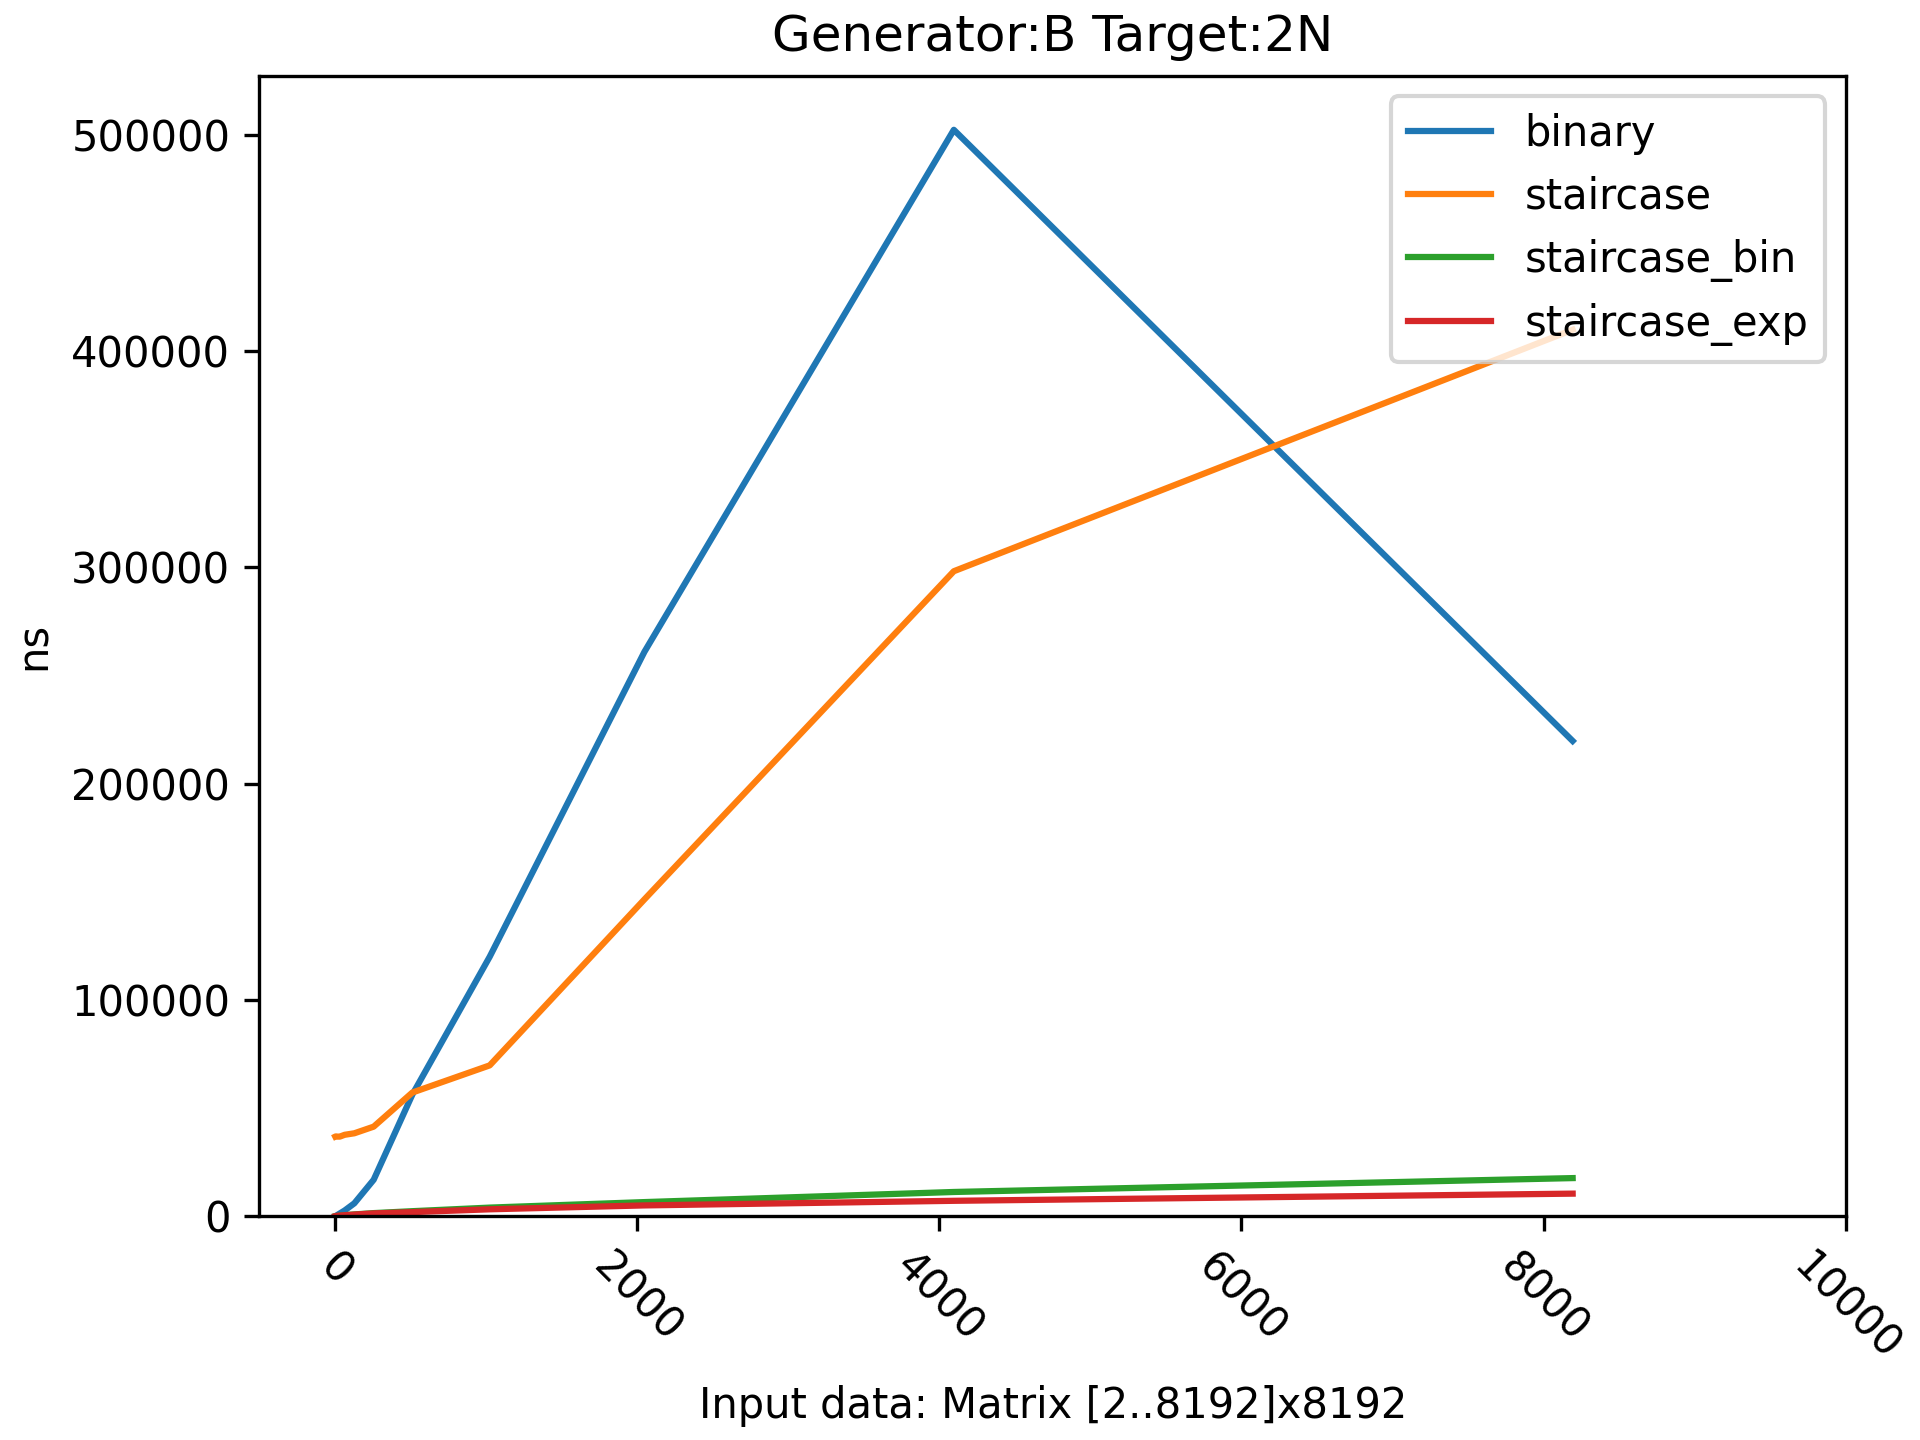 Generator:B Target:2N
binary
staircase
staircase_bin
staircase_exp
500000
400000
300000
200000
100000
0
ns
0
2000
4000
6000
8000
10000
Input data: Matrix [2..8192]x8192